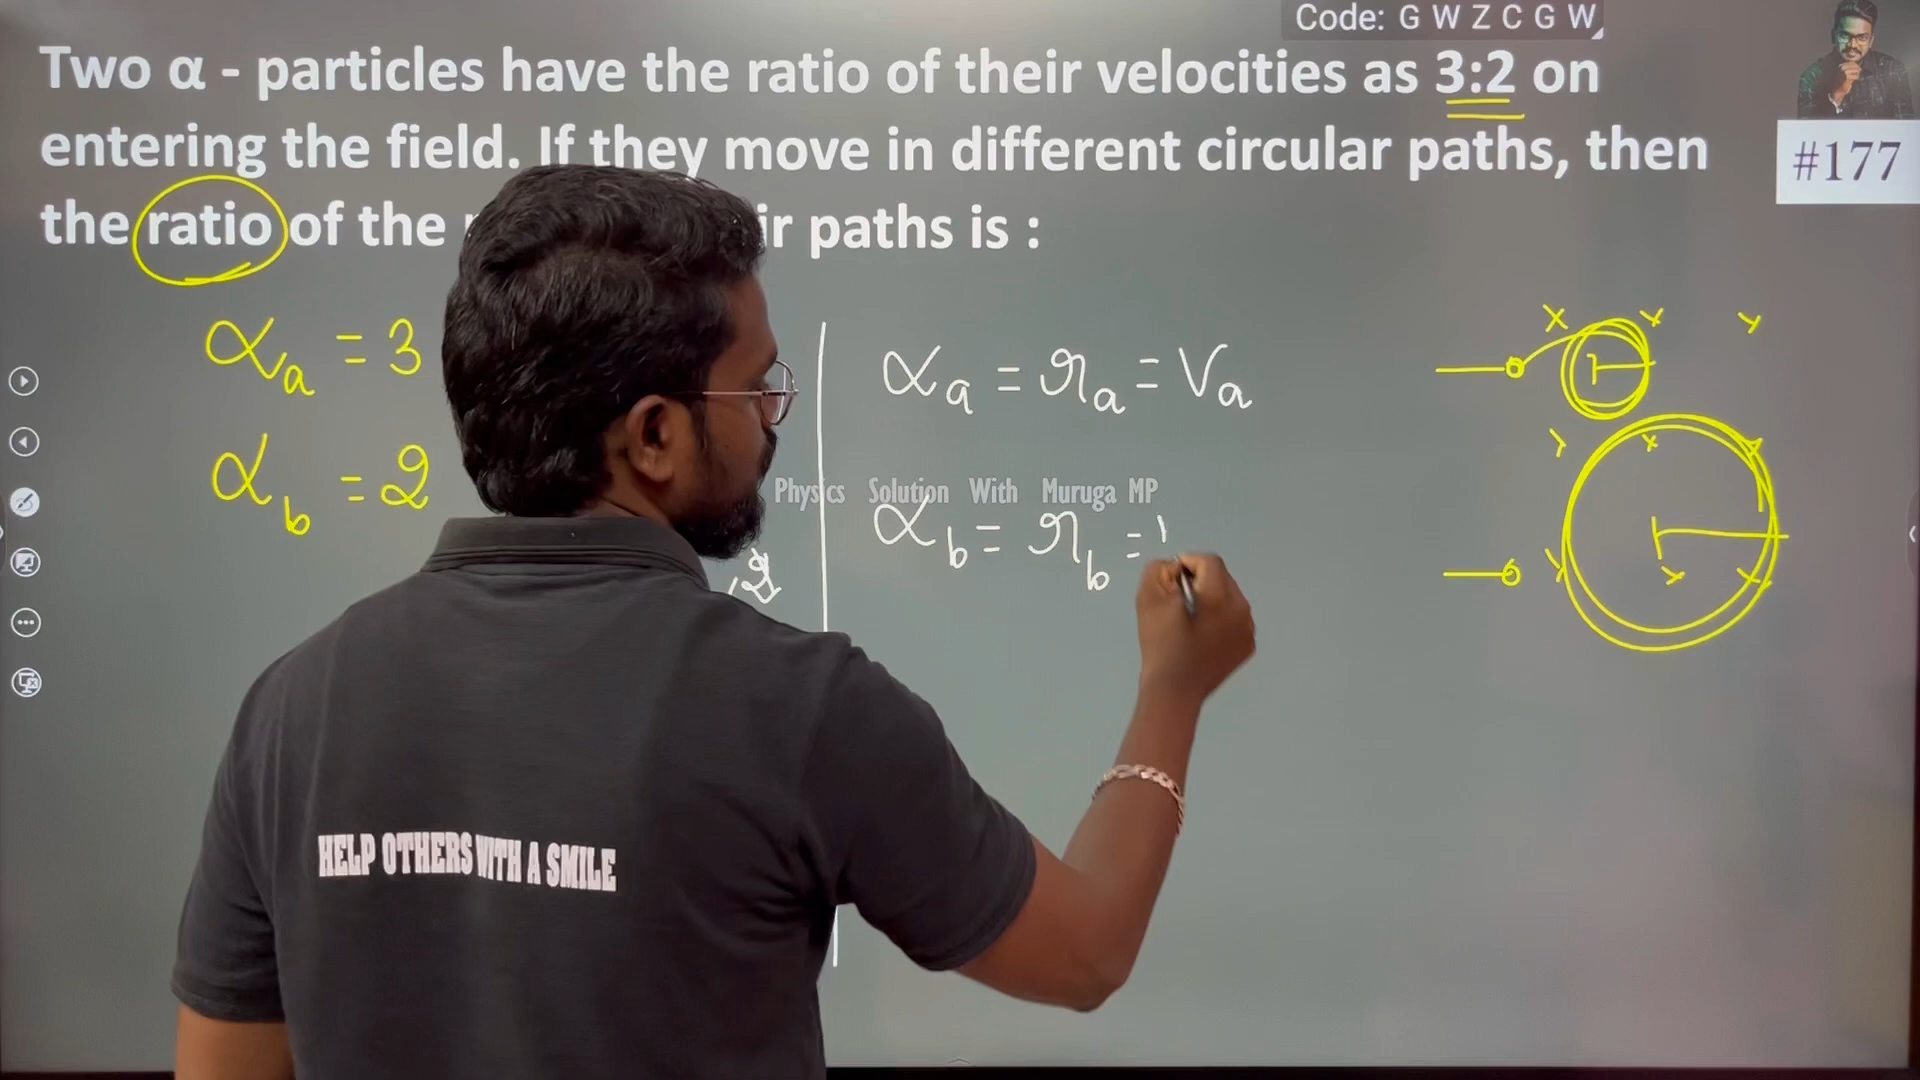 Code: G W Z C G W
Two α - particles have the ratio of their velocities as 3:2 on
entering the field. If they move in different circular paths, then
the ratio of the ir paths is :
#177
αa = 3
αb = 2
αa = ra = Va
Physics Solution With Muruga MP
αb = rb =
HELP OTHERS WITH A SMILE